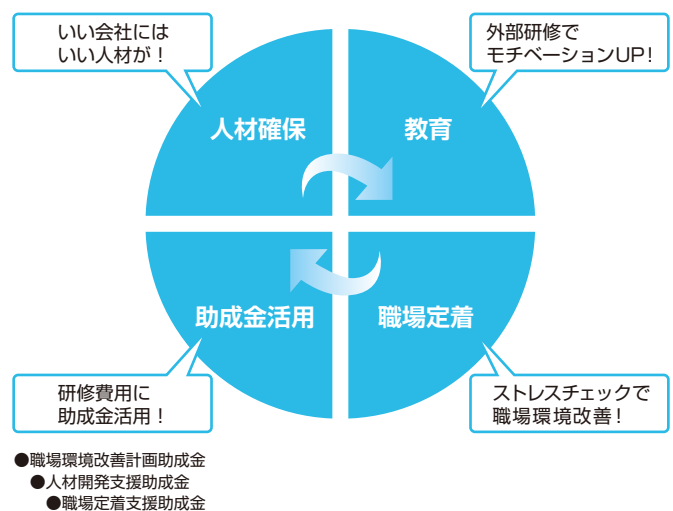 いい会社には
いい人材が！
外部研修で
モチベーションUP！
人材確保
教育
助成金活用
職場定着
研修費用に
助成金活用！
ストレスチェックで
職場環境改善！
●職場環境改善計画助成金
●人材開発支援助成金
●職場定着支援助成金